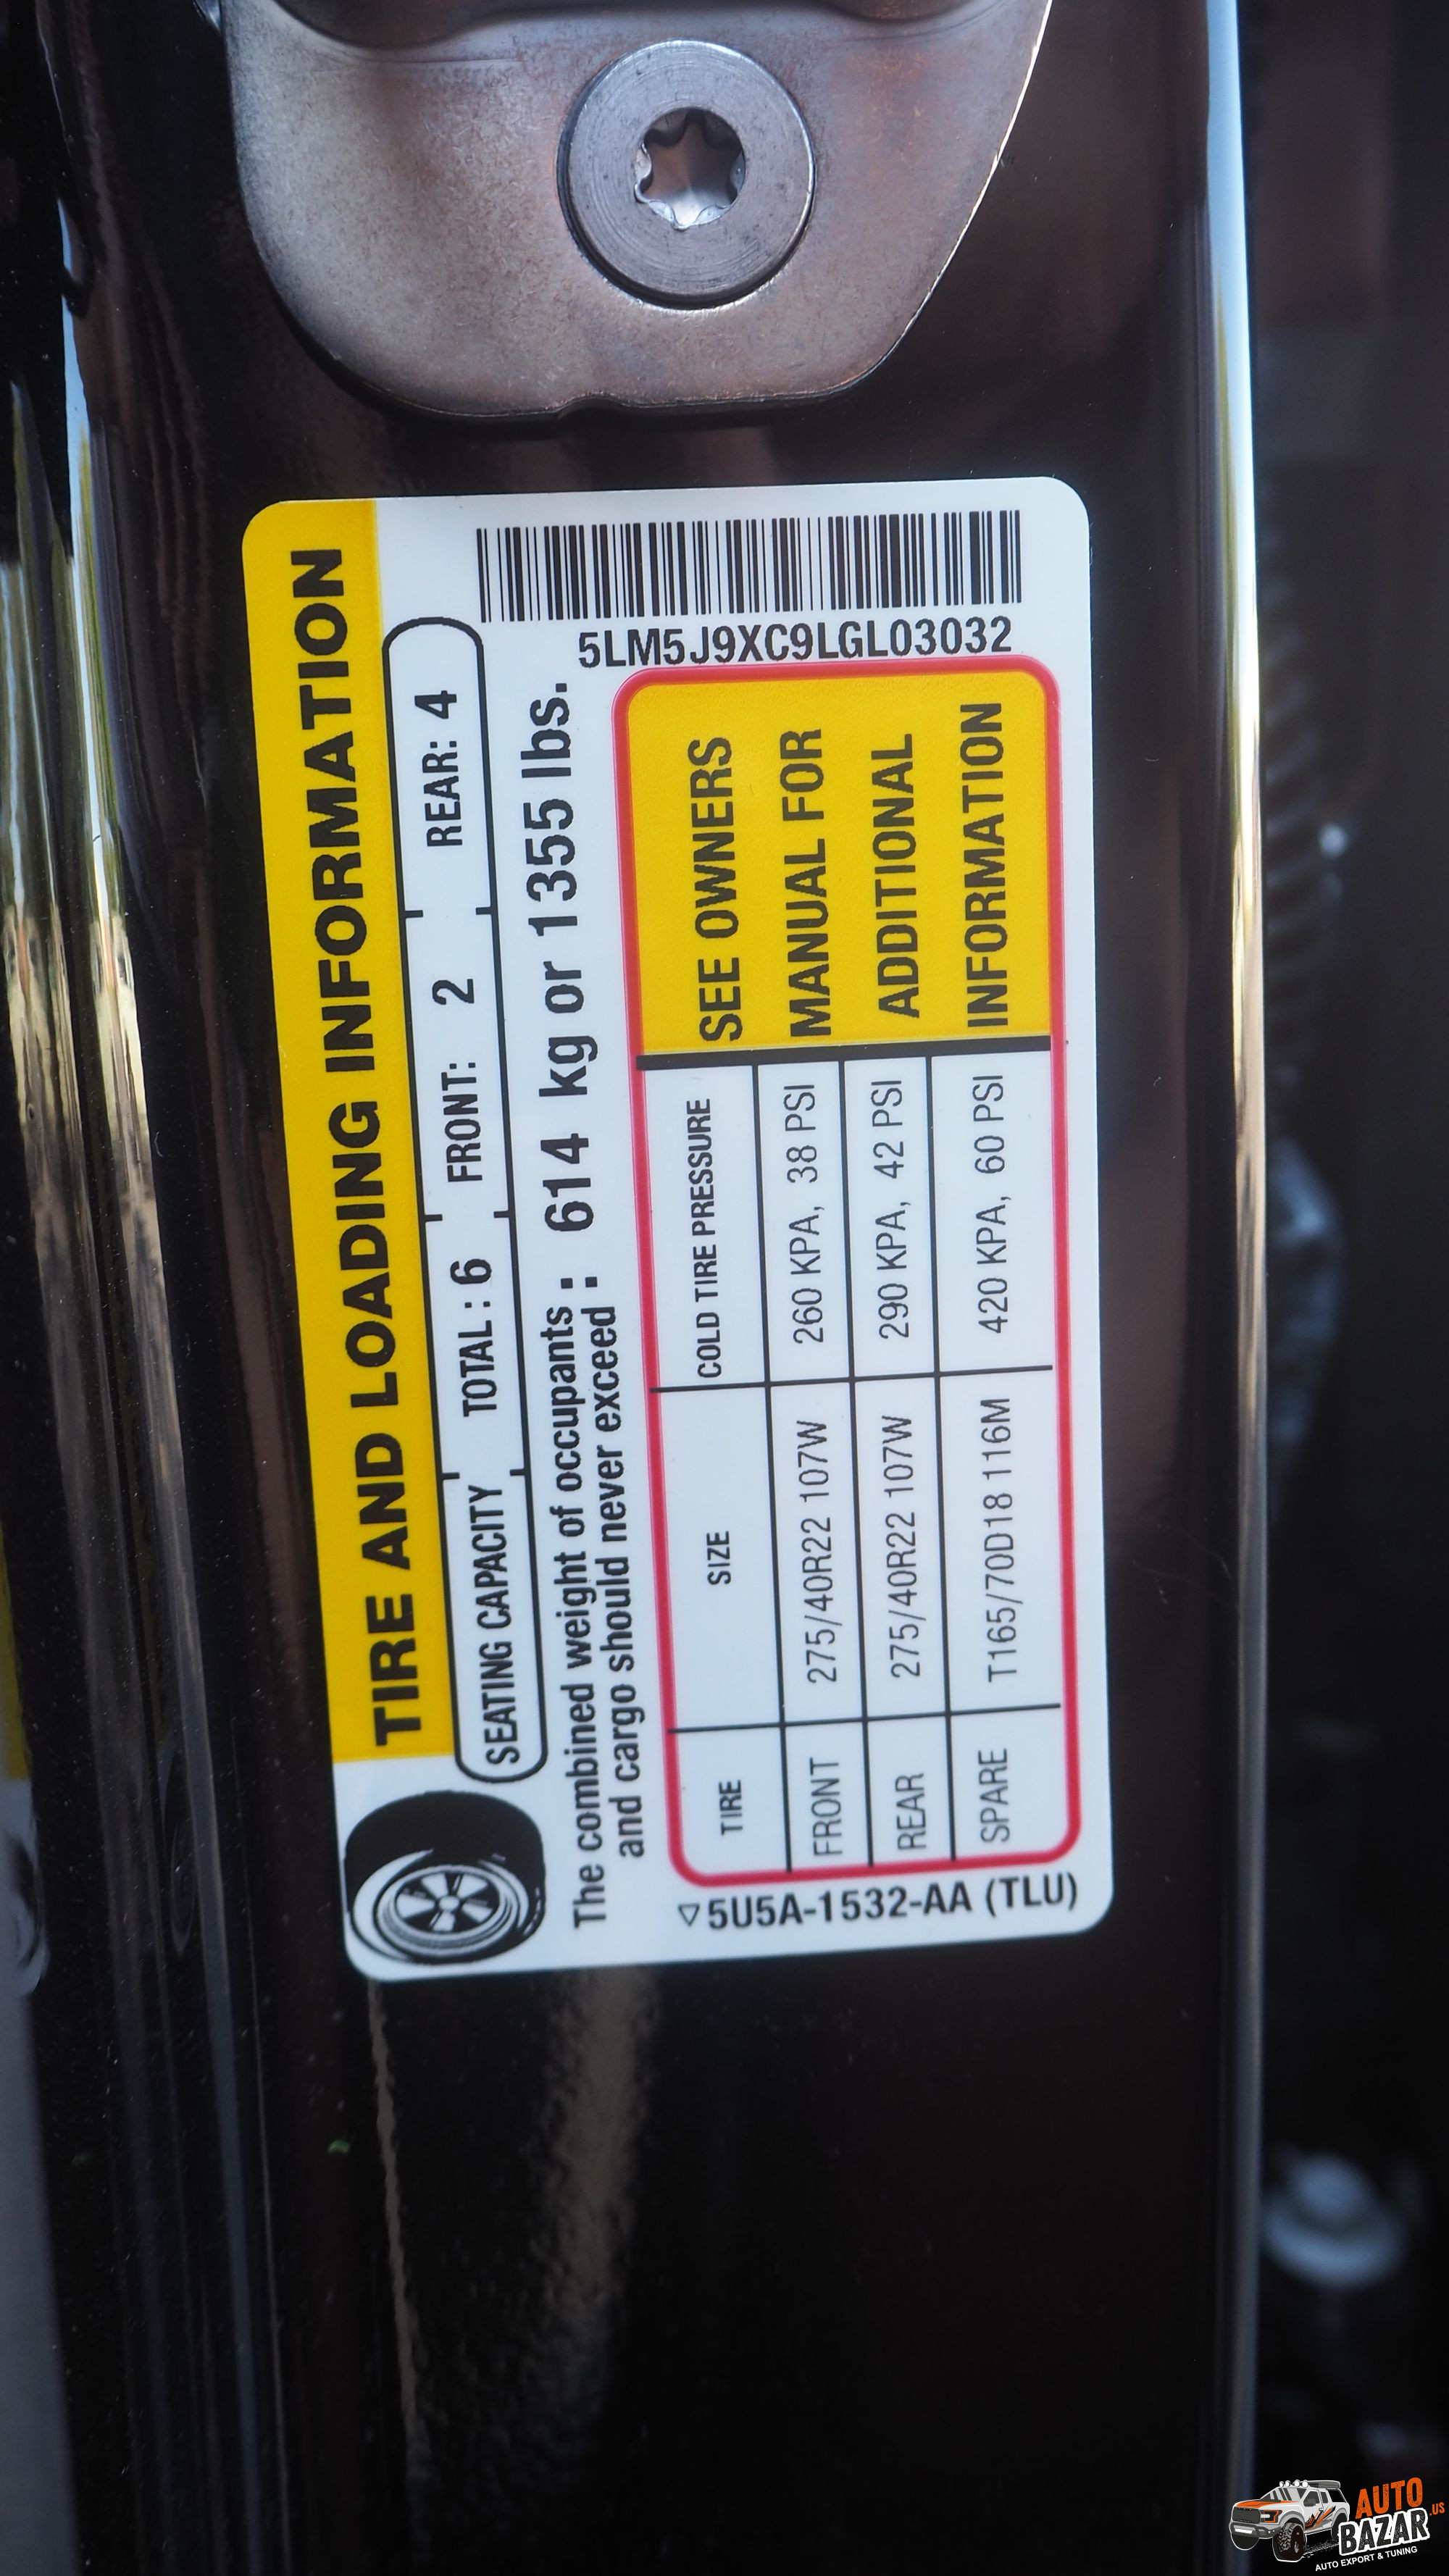 TIRE AND LOADING INFORMATION
SEATING CAPACITY TOTAL : 6 FRONT: 2 REAR: 4
The combined weight of occupants :
and cargo should never exceed : 614 kg or 1355 lbs.
5LM5J9XC9LGL03032
TIRE SIZE COLD TIRE PRESSURE
FRONT 275/40R22 107W 260 KPA, 38 PSI
REAR 275/40R22 107W 290 KPA, 42 PSI
SPARE T165/70D18 116M 420 KPA, 60 PSI
SEE OWNERS
MANUAL FOR
ADDITIONAL
INFORMATION
5U5A-1532-AA (TLU)
AUTO
BAZAR.US
AUTO EXPORT & TUNING